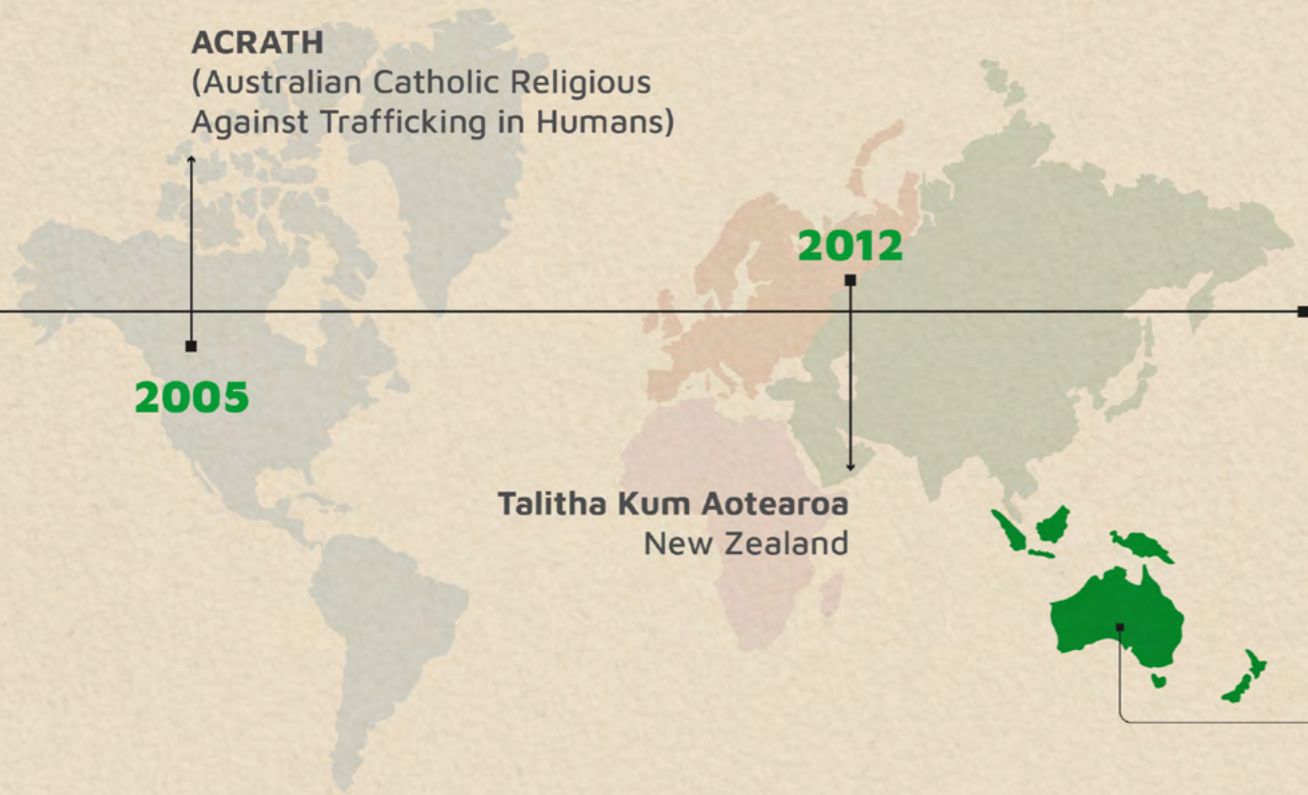 ACRATH
(Australian Catholic Religious
Against Trafficking in Humans)
2005
2012
Talitha Kum Aotearoa
New Zealand